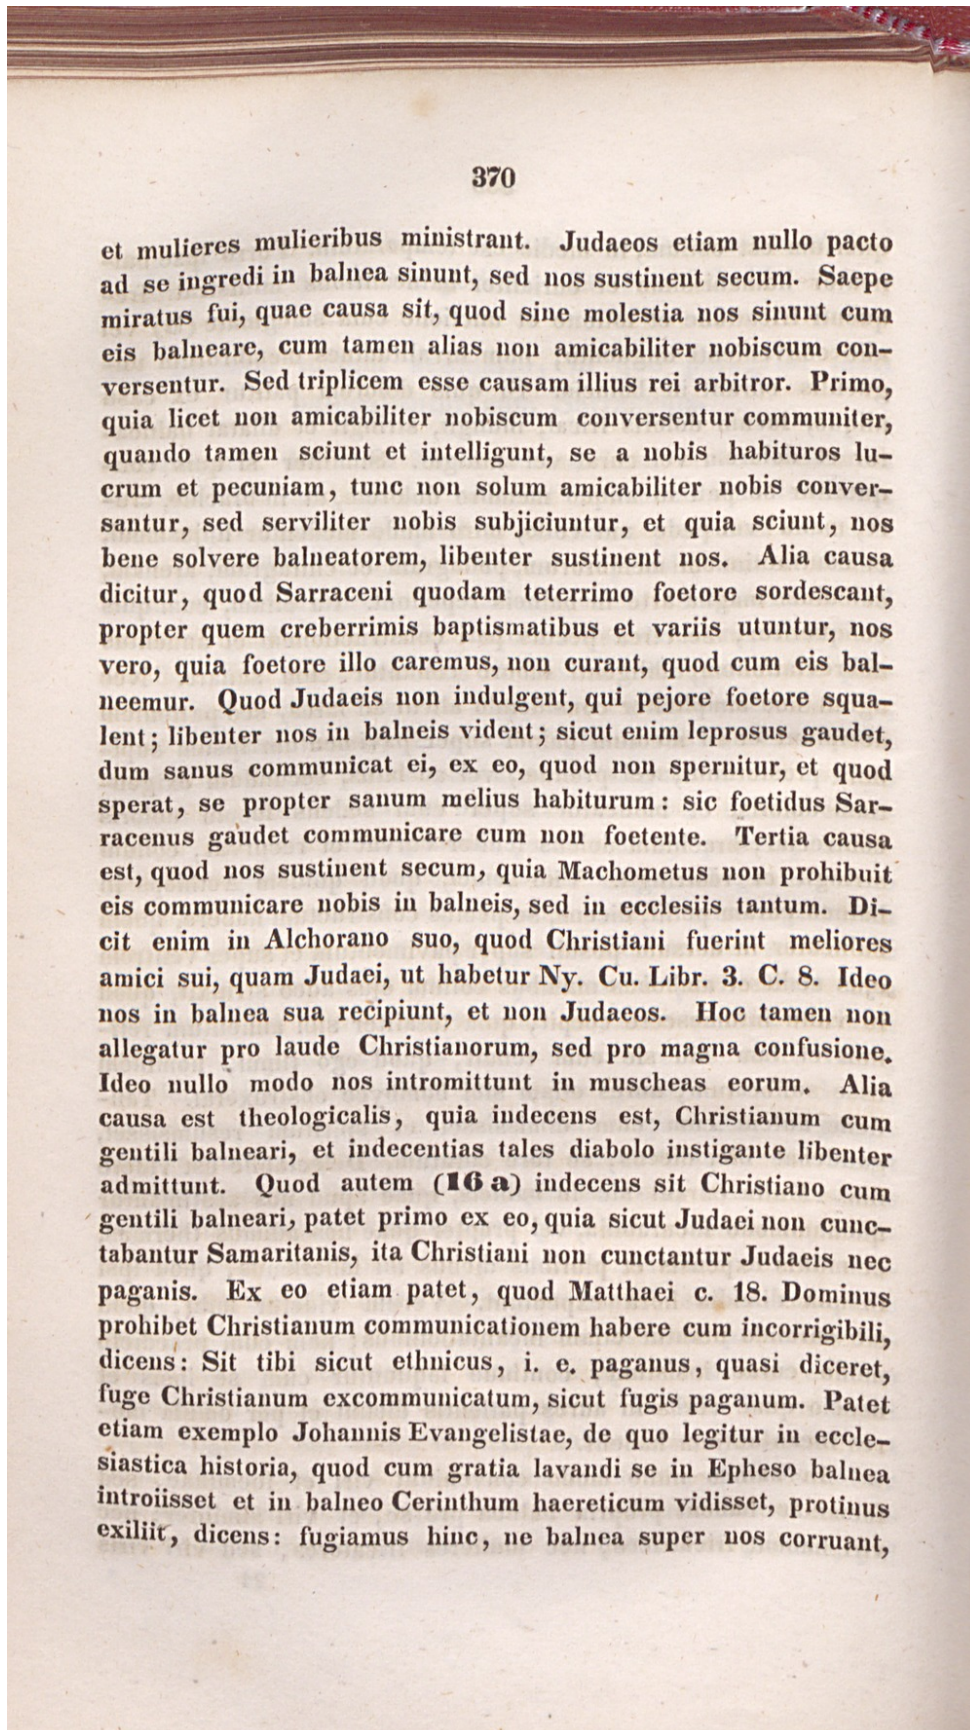 370
et mulieres mulieribus ministrant. Judaeos etiam nullo pacto
ad se ingredi in balnea sinunt, sed nos sustinent secum. Saepe
miratus fui, quae causa sit, quod sine molestia nos sinunt cum
eis balneare, cum tamen alias non amicabiliter nobiscum con-
versentur. Sed triplicem esse causam illius rei arbitror. Primo,
quia licet non amicabiliter nobiscum conversentur communiter,
quando tamen sciunt et intelligunt, se a nobis habituros lu-
crum et pecuniam, tunc non solum amicabiliter nobis conver-
santur, sed serviliter nobis subjiciuntur, et quia sciunt, nos
bene solvere balneatorem, libenter sustinent nos. Alia causa
dicitur, quod Sarraceni quodam teterrimo foetore sordescant,
propter quem creberrimis baptismatibus et variis utuntur, nos
vero, quia foetore illo caremus, non curant, quod cum eis bal-
neemur. Quod Judaeis non indulgent, qui pejore foetore squa-
lent; libenter nos in balneis vident; sicut enim leprosus gaudet,
dum sanus communicat ei, ex eo, quod non spernitur, et quod
sperat, se propter sanum melius habiturum: sic foetidus Sar-
racenus gaudet communicare cum non foetente. Tertia causa
est, quod nos sustinent secum, quia Machometus non prohibuit
eis communicare nobis in balneis, sed in ecclesiis tantum. Di-
cit enim in Alchorano suo, quod Christiani fuerint meliores
amici sui, quam Judaei, ut habetur Ny. Cu. Libr. 3. C. 8. Ideo
nos in balnea sua recipiunt, et non Judaeos. Hoc tamen non
allegatur pro laude Christianorum, sed pro magna confusione.
Ideo nullo modo nos intromittunt in muscheas eorum. Alia
causa est theologicalis, quia indecens est, Christianum cum
gentili balneari, et indecentias tales diabolo instigante libenter
admittunt. Quod autem (16 a) indecens sit Christiano cum
gentili balneari, patet primo ex eo, quia sicut Judaei non cunc-
tabantur Samaritanis, ita Christiani non cunctantur Judaeis nec
paganis. Ex eo etiam patet, quod Matthaei c. 18. Dominus
prohibet Christianum communicationem habere cum incorrigibili,
dicens: Sit tibi sicut ethnicus, i. e. paganus, quasi diceret,
fuge Christianum excommunicatum, sicut fugis paganum. Patet
etiam exemplo Johannis Evangelistae, de quo legitur in eccle-
siastica historia, quod cum gratia lavandi se in Epheso balnea
introiisset et in balneo Cerinthum haereticum vidisset, protinus
exiliit, dicens: fugiamus hinc, ne balnea super nos corruant,